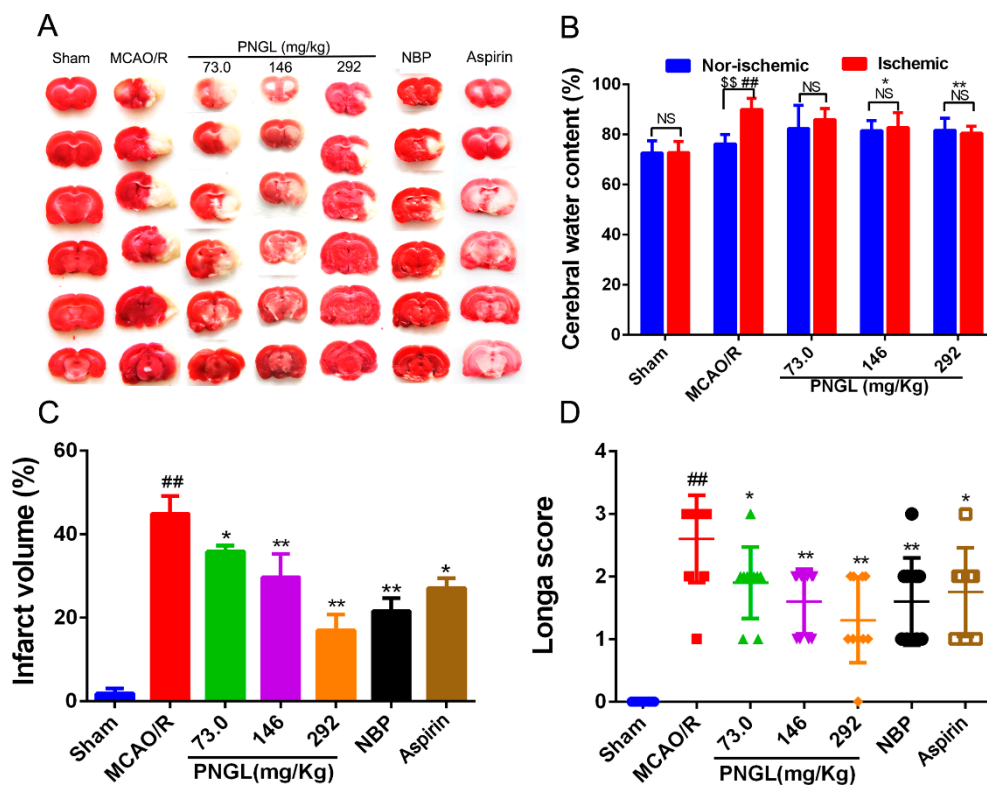 A
Sham MCAO/R PNGL (mg/kg) NBP Aspirin
73.0 146 292
B
Nor-ischemic Ischemic
Cerebral water content (%)
100
80
60
40
20
0
NS
$$ ##
NS
*
NS
**
NS
Sham
MCAO/R
73.0
146
292
PNGL (mg/Kg)
C
Infarct volume (%)
60
40
20
0
##
*
**
**
**
*
Sham
MCAO/R
73.0
146
292
NBP
Aspirin
PNGL(mg/Kg)
D
Longa score
4
3
2
1
0
##
*
**
**
**
*
Sham
MCAO/R
73.0
146
292
NBP
Aspirin
PNGL(mg/Kg)